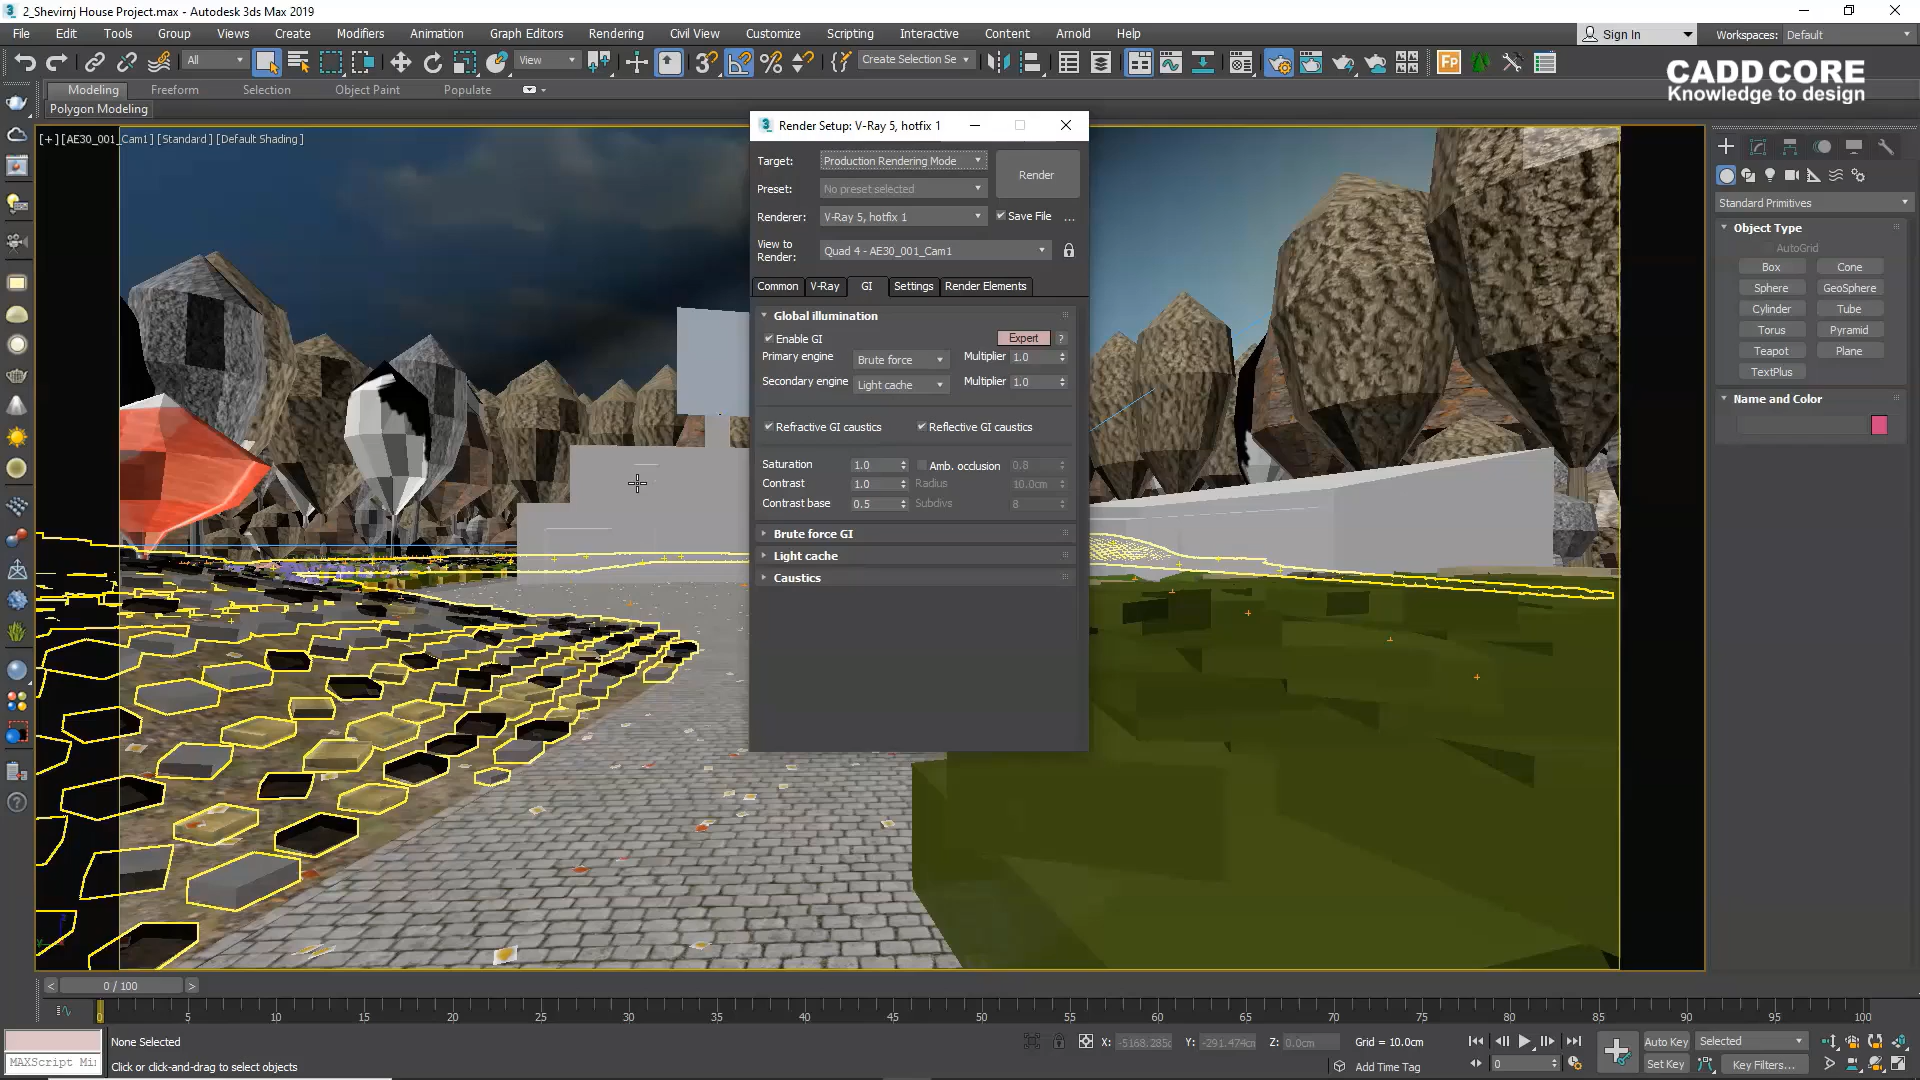 2_Shevirnj House Project.max - Autodesk 3ds Max 2019
File Edit Tools Group Views Create Modifiers Animation Graph Editors Rendering Civil View Customize Scripting Interactive Content Arnold Help
Sign In
Workspaces: Default
All
View
Create Selection Se
Fp
CADD CORE
Knowledge to design
Modeling Freeform Selection Object Paint Populate
Polygon Modeling
[+] [AE30_001_Cam1] [Standard] [Default Shading]
Render Setup: V-Ray 5, hotfix 1
Target: Production Rendering Mode
Render
Preset: No preset selected
Renderer: V-Ray 5, hotfix 1
Save File ...
View to
Render:
Quad 4 - AE30_001_Cam1
Common V-Ray GI Settings Render Elements
Global illumination
Enable GI Expert ?
Primary engine Brute force Multiplier 1.0
Secondary engine Light cache Multiplier 1.0
Refractive GI caustics Reflective GI caustics
Saturation 1.0 Amb. occlusion 0.8
Contrast 1.0 Radius 10.0cm
Contrast base 0.5 Subdivs 8
Brute force GI
Light cache
Caustics
Standard Primitives
Object Type
AutoGrid
Box Cone
Sphere GeoSphere
Cylinder Tube
Torus Pyramid
Teapot Plane
TextPlus
Name and Color
< 0 / 100 >
0 5 10 15 20 25 30 35 40 45 50 55 60 65 70 75 80 85 90 95 100
None Selected
X: -5168.285c Y: -291.474cm Z: 0.0cm Grid = 10.0cm
Auto Key Selected
MAXScript Mi
Click or click-and-drag to select objects
Add Time Tag
0
Set Key Key Filters...